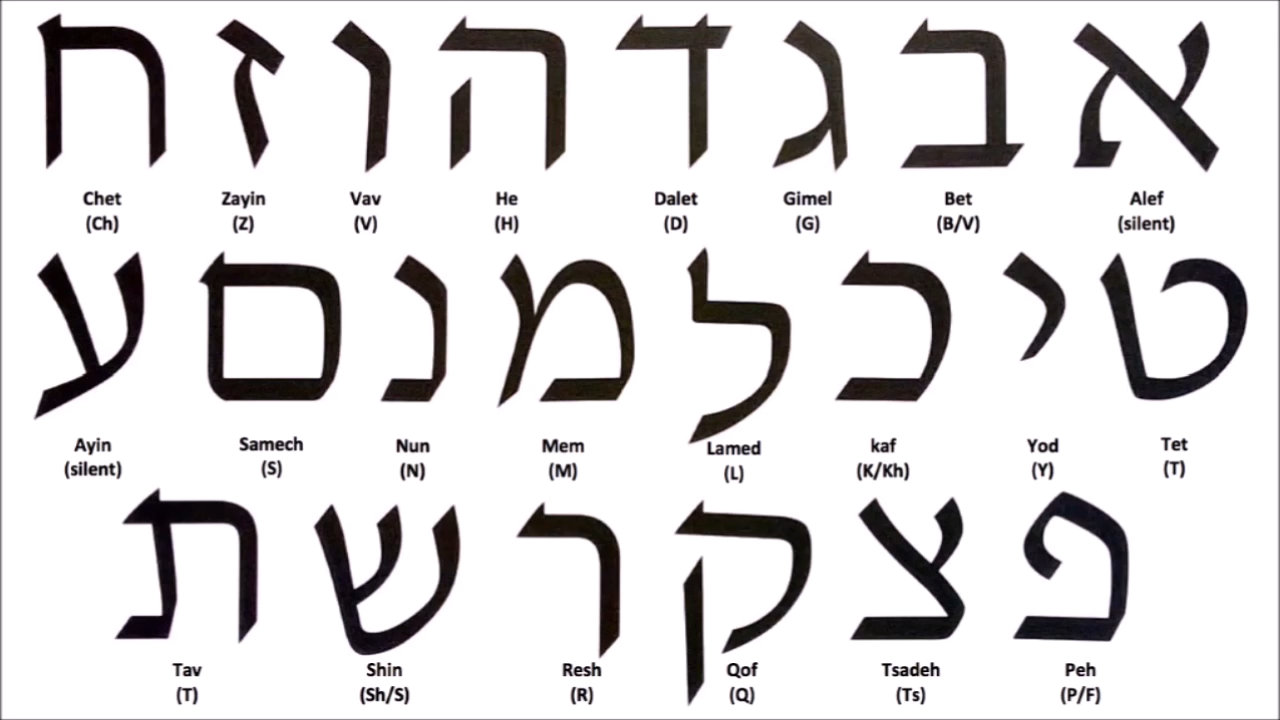 א ב ג ד ה ו ז ח
Chet Zayin Vav He Dalet Gimel Bet Alef
(Ch) (Z) (V) (H) (D) (G) (B/V) (silent)
ט י כ ל מ נ ס ע
Ayin Samech Nun Mem Lamed kaf Yod Tet
(silent) (S) (N) (M) (L) (K/Kh) (Y) (T)
פ צ ק ר ש ת
Tav Shin Resh Qof Tsadeh Peh
(T) (Sh/S) (R) (Q) (Ts) (P/F)